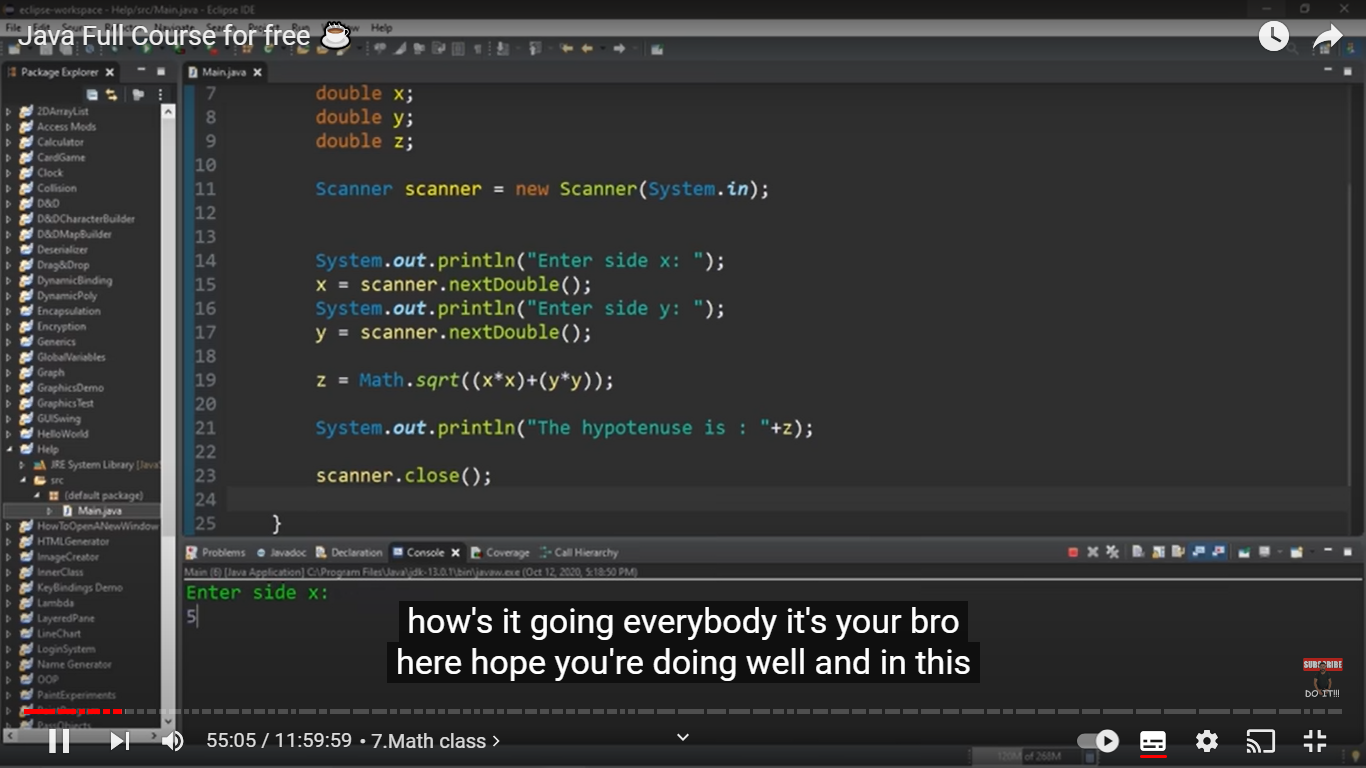 eclipse-workspace - Help/src/Main.java - Eclipse IDE
File
Help
Java Full Course for free ☕
Package Explorer
Main.java
2DArrayList
Access Mods
Calculator
CardGame
Clock
Collision
D&D
D&DCharacterBuilder
D&DMapBuilder
Deserializer
Drag&Drop
DynamicBinding
DynamicPoly
Encapsulation
Encryption
Generics
GlobalVariables
Graph
GraphicsDemo
GraphicsTest
GUISwing
HelloWorld
Help
JRE System Library [Java
src
(default package)
Main.java
HowToOpenANewWindow
HTMLGenerator
ImageCreator
InnerClass
KeyBindings Demo
Lambda
LayeredPane
LineChart
LoginSystem
Name Generator
OOP
PaintExperiments
PassObjects
7 double x;
8 double y;
9 double z;
10
11 Scanner scanner = new Scanner(System.in);
12
13
14 System.out.println("Enter side x: ");
15 x = scanner.nextDouble();
16 System.out.println("Enter side y: ");
17 y = scanner.nextDouble();
18
19 z = Math.sqrt((x*x)+(y*y));
20
21 System.out.println("The hypotenuse is : "+z);
22
23 scanner.close();
24
25 }
Problems Javadoc Declaration Console Coverage Call Hierarchy
Main (6) [Java Application] C:\Program Files\Java\jdk-13.0.1\bin\javaw.exe (Oct 12, 2020, 5:18:50 PM)
Enter side x:
5
how's it going everybody it's your bro
here hope you're doing well and in this
SUBSCRIBE
DO IT!!!
55:05 / 11:59:59 • 7.Math class >
120M of 268M